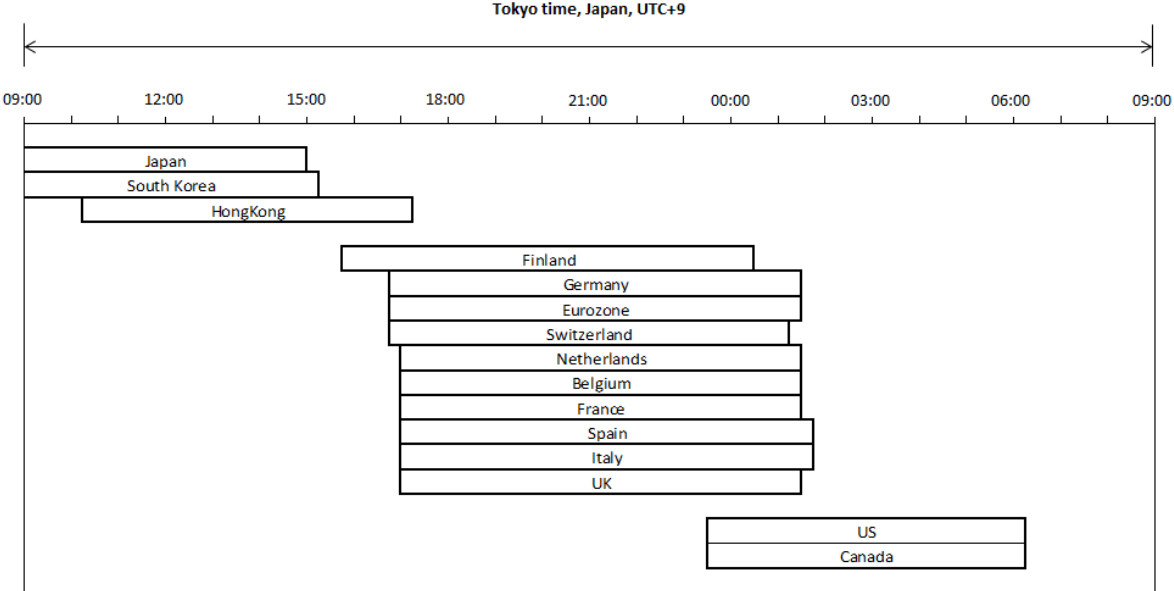 Tokyo time, Japan, UTC+9
09:00 12:00 15:00 18:00 21:00 00:00 03:00 06:00 09:00
Japan
South Korea
HongKong
Finland
Germany
Eurozone
Switzerland
Netherlands
Belgium
France
Spain
Italy
UK
US
Canada